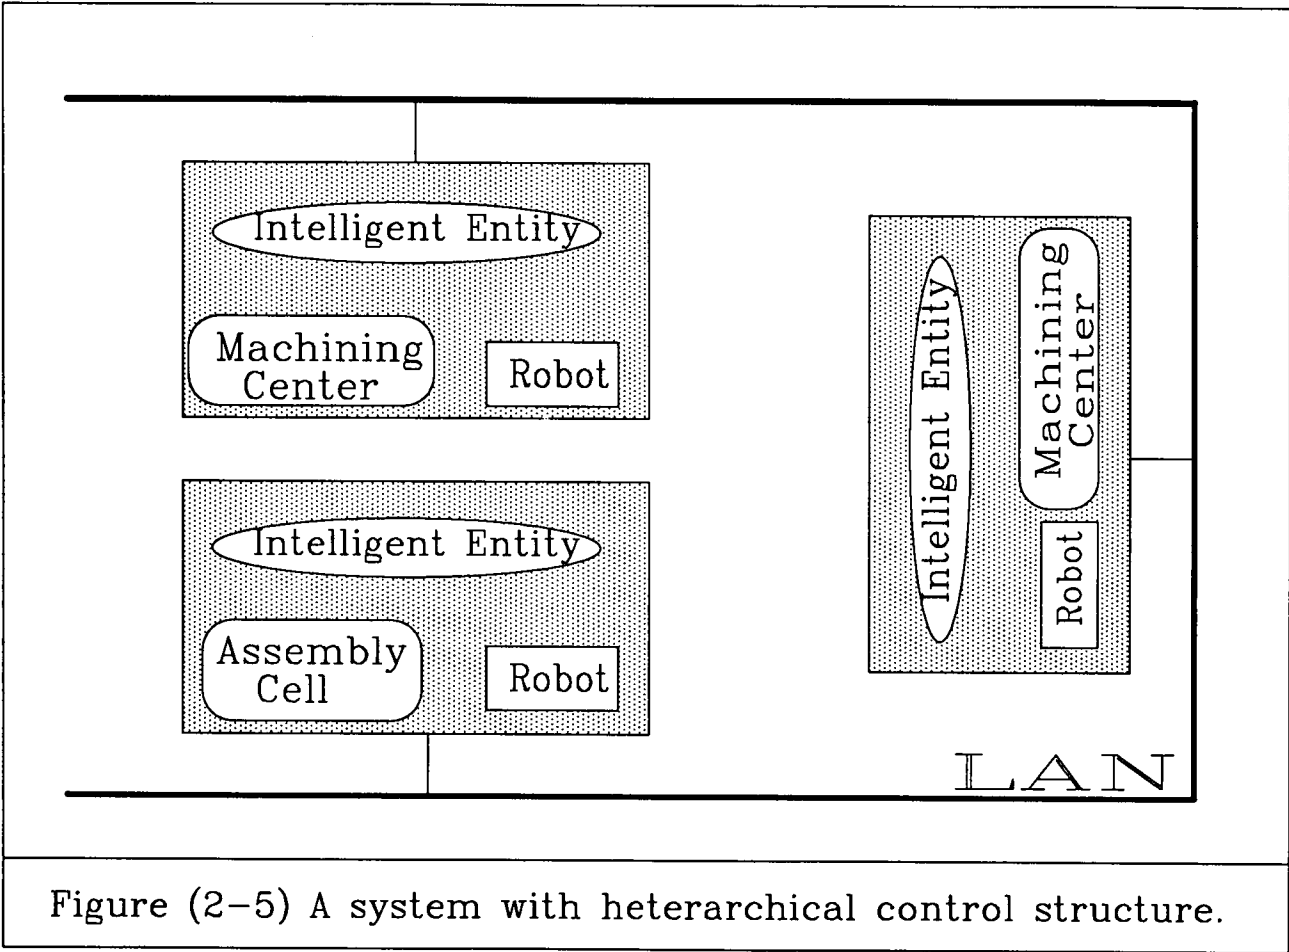 Intelligent Entity
Machining
Center
Robot
Intelligent Entity
Assembly
Cell
Robot
Intelligent Entity
Machining
Center
Robot
LAN
Figure (2-5) A system with heterarchical control structure.